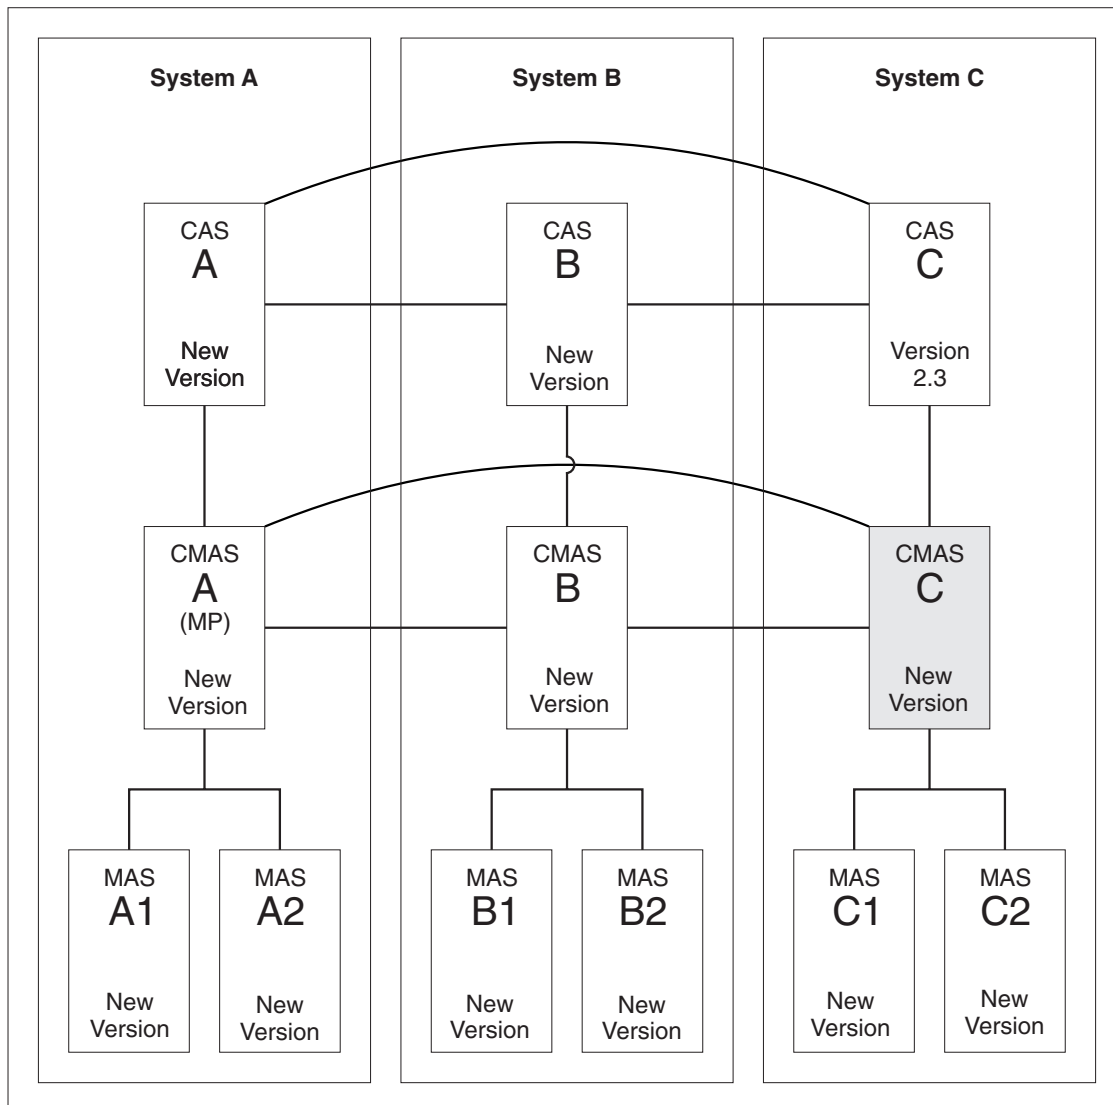 System A
System B
System C
CAS
A
New
Version
CAS
B
New
Version
CAS
C
Version
2.3
CMAS
A
(MP)
New
Version
CMAS
B
New
Version
CMAS
C
New
Version
MAS
A1
New
Version
MAS
A2
New
Version
MAS
B1
New
Version
MAS
B2
New
Version
MAS
C1
New
Version
MAS
C2
New
Version